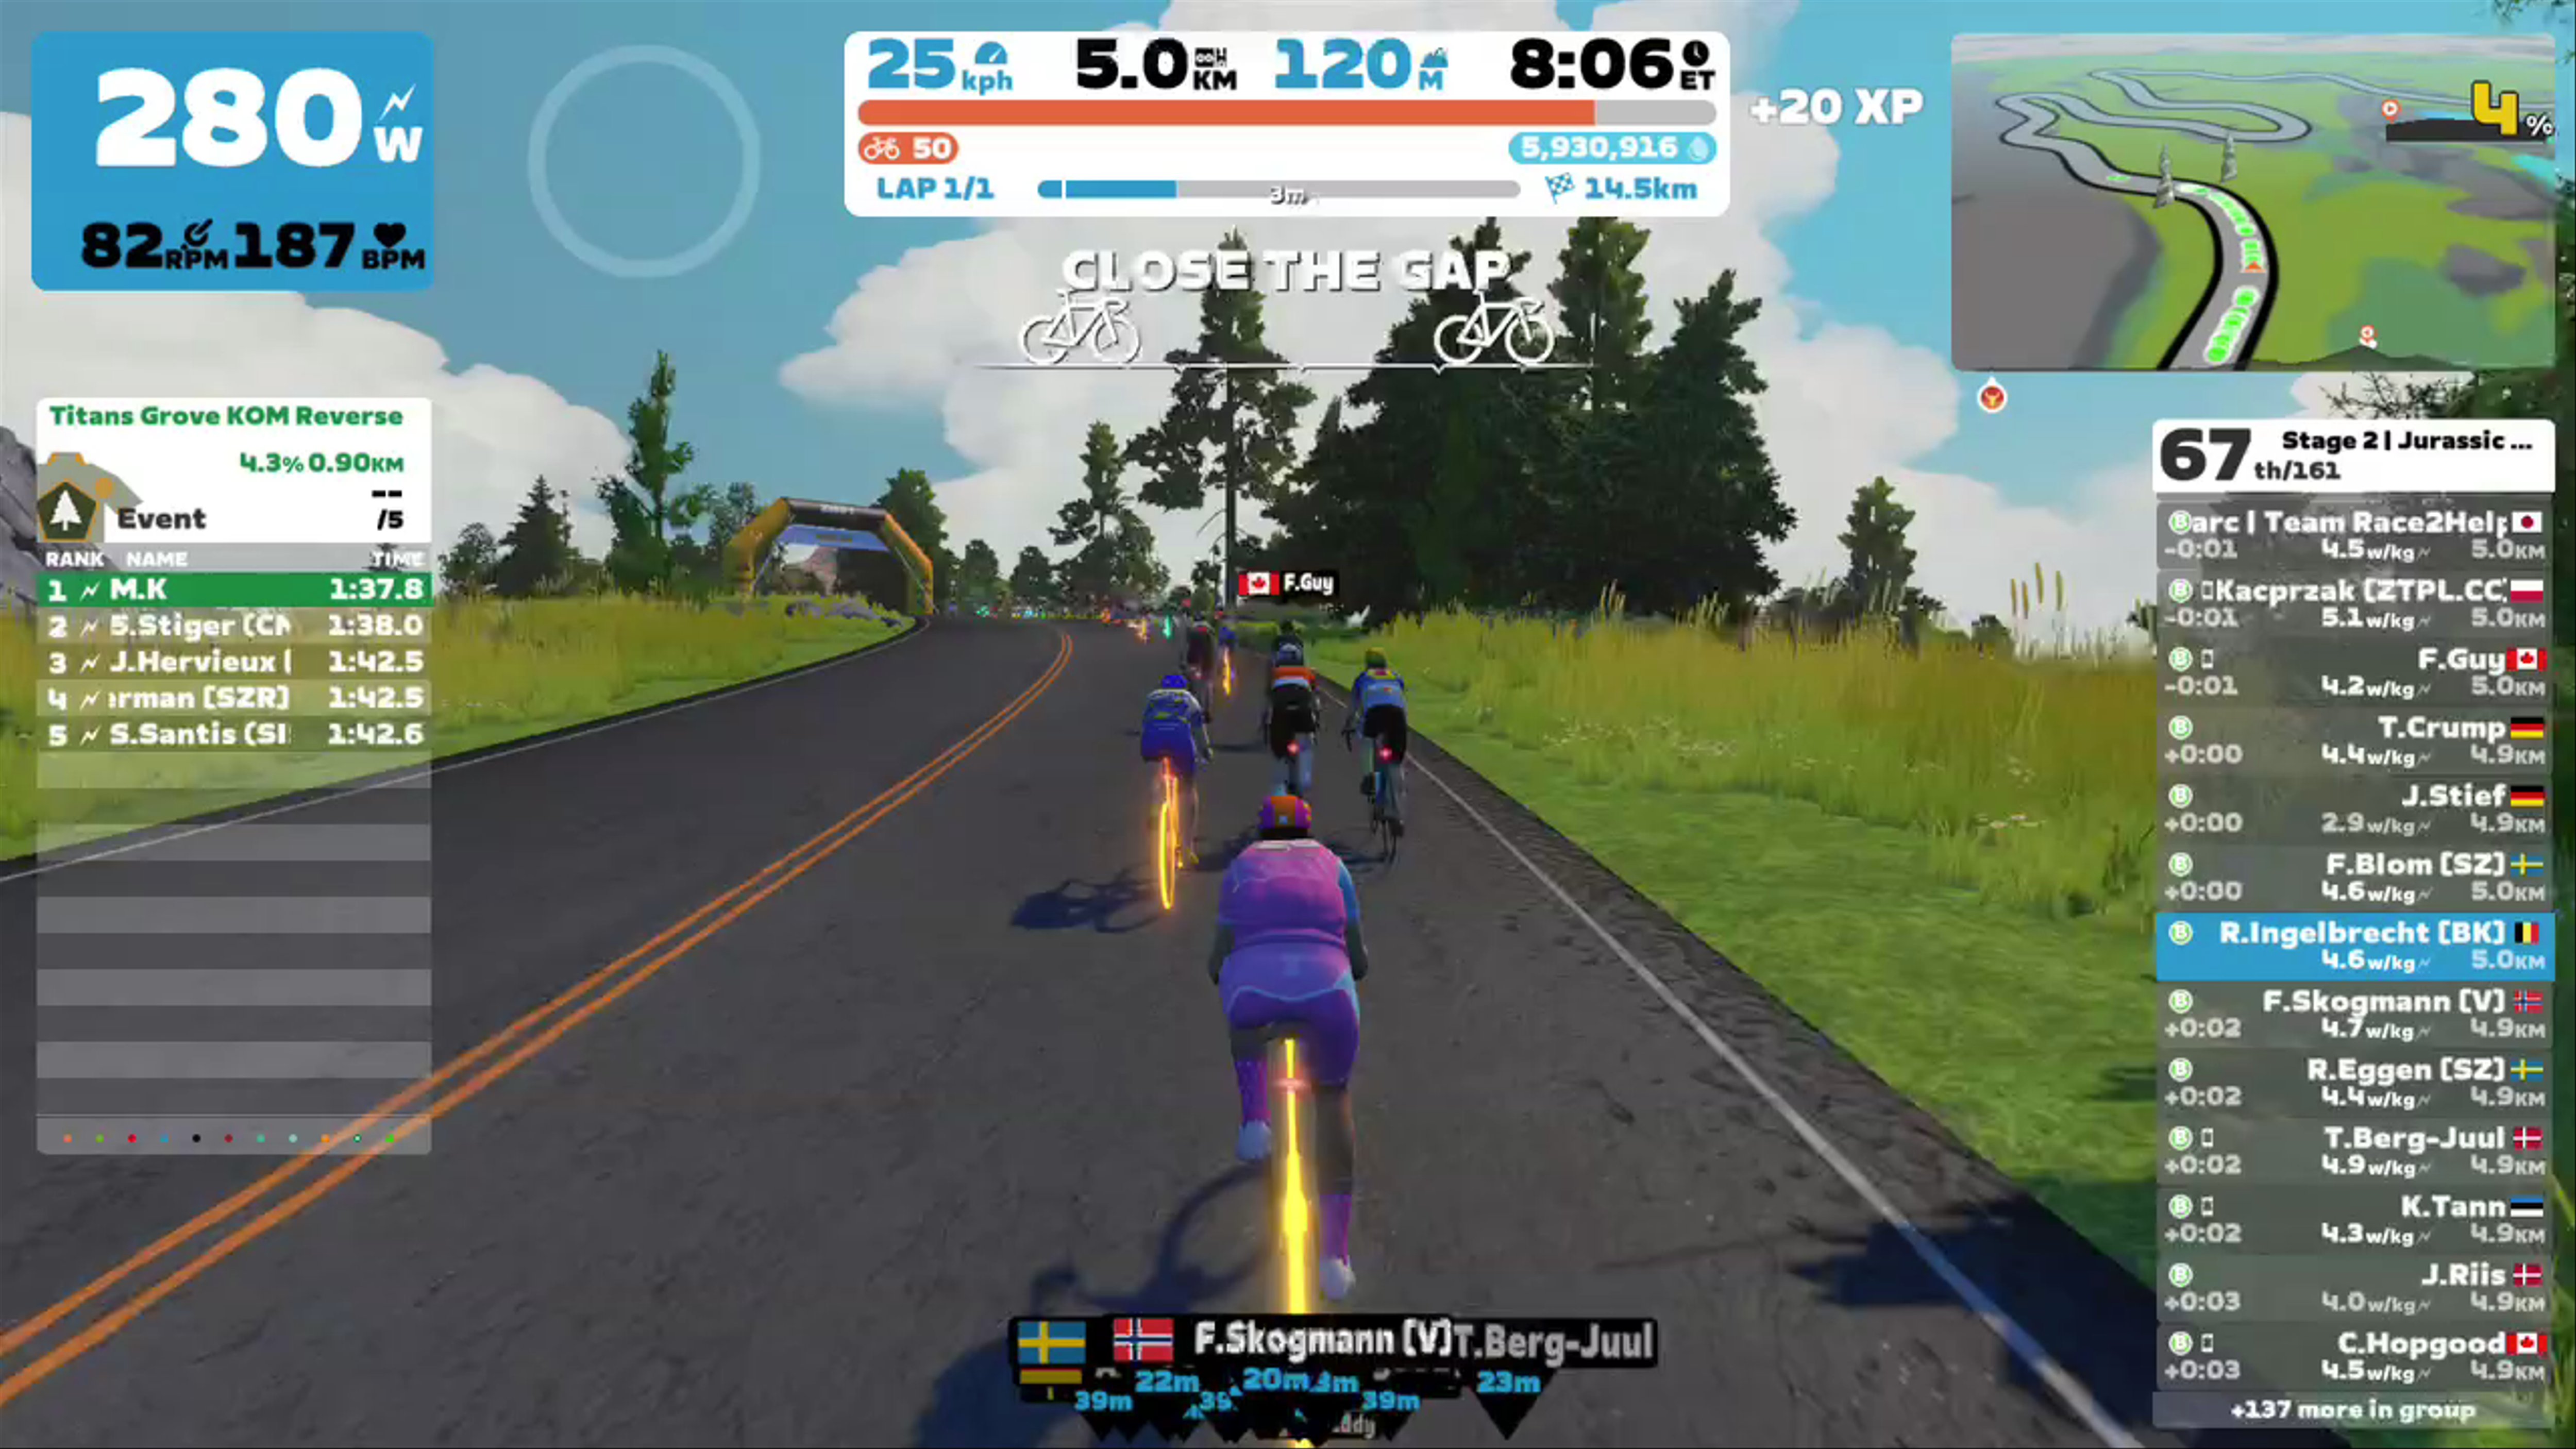 280 W
82 RPM 187 BPM
25 kph 5.0 KM 120 M 8:06 ET
50
5,930,916
LAP 1/1 3m 14.5km
+20 XP
4 %
CLOSE THE GAP
Titans Grove KOM Reverse
4.3% 0.90KM
--
Event /5
RANK NAME TIME
1 M.K 1:37.8
2 5.Stiger (CN 1:38.0
3 J.Hervieux ( 1:42.5
4 erman [SZR] 1:42.5
5 S.Santis (SI 1:42.6
F.Guy
67 th/161
Stage 2 | Jurassic ...
B arc | Team Race2Help
-0:01 4.5w/kg 5.0KM
B Kacprzak [ZTPL.CC]
-0:01 5.1w/kg 5.0KM
B F.Guy
-0:01 4.2w/kg 5.0KM
B T.Crump
+0:00 4.4w/kg 4.9KM
B J.Stief
+0:00 2.9w/kg 4.9KM
B F.Blom [SZ]
+0:00 4.6w/kg 5.0KM
B R.Ingelbrecht [BK]
4.6w/kg 5.0KM
B F.Skogmann [V]
+0:02 4.7w/kg 4.9KM
B R.Eggen [SZ]
+0:02 4.4w/kg 4.9KM
B T.Berg-Juul
+0:02 4.9w/kg 4.9KM
B K.Tann
+0:02 4.3w/kg 4.9KM
B J.Riis
+0:03 4.0w/kg 4.9KM
B C.Hopgood
+0:03 4.5w/kg 4.9KM
+137 more in group
F.Skogmann [V] T.Berg-Juul
22m 20m 23m
39m 39m